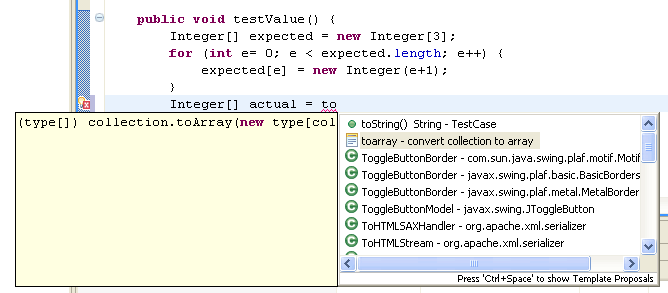 public void testValue() {
Integer[] expected = new Integer[3];
for (int e= 0; e < expected.length; e++) {
expected[e] = new Integer(e+1);
}
Integer[] actual = to
(type[]) collection.toArray(new type[col
toString() String - TestCase
toarray - convert collection to array
ToggleButtonBorder - com.sun.java.swing.plaf.motif.Motif
ToggleButtonBorder - javax.swing.plaf.basic.BasicBorders
ToggleButtonBorder - javax.swing.plaf.metal.MetalBorder
ToggleButtonModel - javax.swing.JToggleButton
ToHTMLSAXHandler - org.apache.xml.serializer
ToHTMLStream - org.apache.xml.serializer
Press 'Ctrl+Space' to show Template Proposals